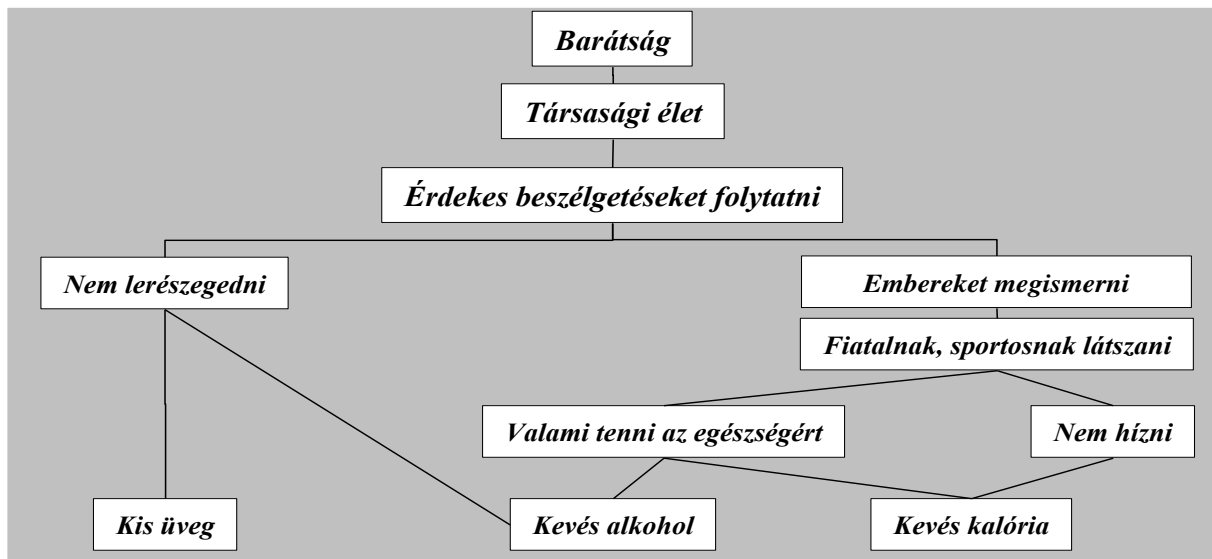 Barátság
Társasági élet
Érdekes beszélgetéseket folytatni
Nem lerészegedni
Embereket megismerni
Fiatalnak, sportosnak látszani
Valami tenni az egészségért
Nem hízni
Kis üveg
Kevés alkohol
Kevés kalória